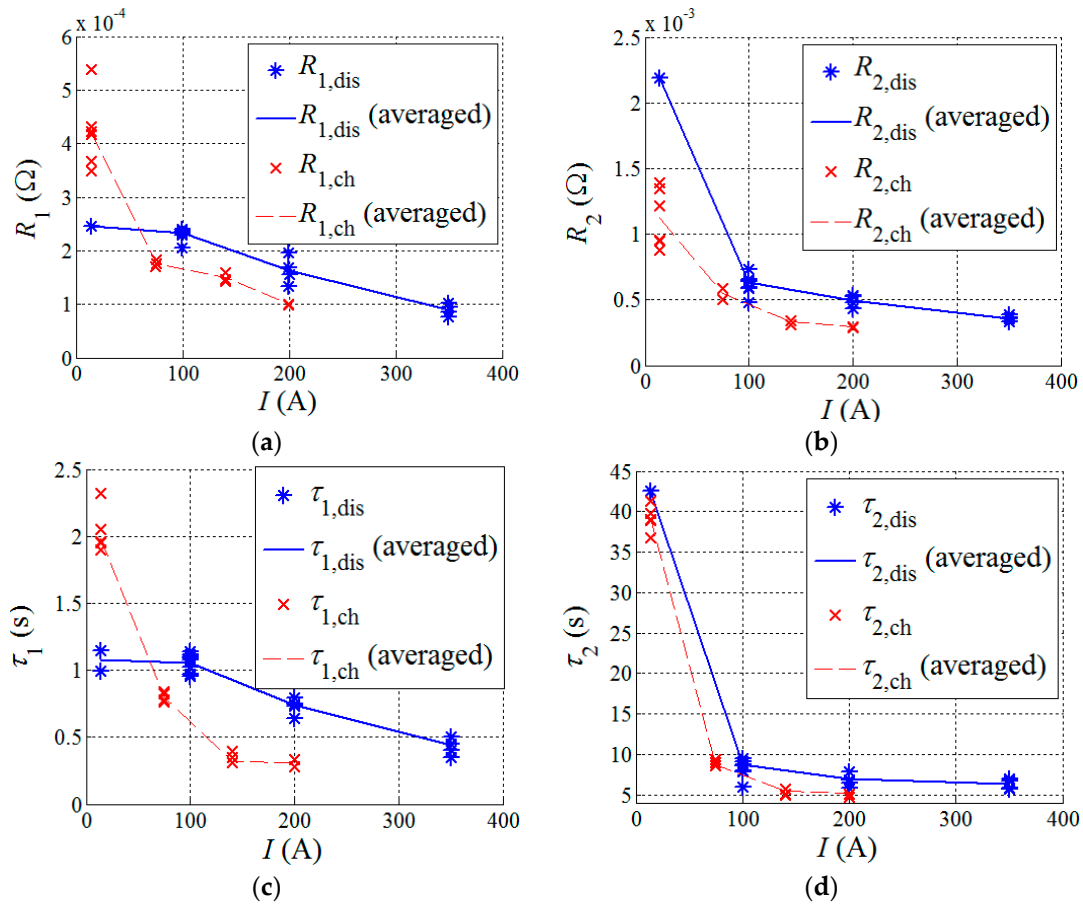 x 10⁻⁴
6
5
4
3
2
1
0
R₁ (Ω)
0 100 200 300 400
I (A)
R₁,dis
R₁,dis (averaged)
R₁,ch
R₁,ch (averaged)
(a)
x 10⁻³
2.5
2
1.5
1
0.5
0
R₂ (Ω)
0 100 200 300 400
I (A)
R₂,dis
R₂,dis (averaged)
R₂,ch
R₂,ch (averaged)
(b)
2.5
2
1.5
1
0.5
0
τ₁ (s)
0 100 200 300 400
I (A)
τ₁,dis
τ₁,dis (averaged)
τ₁,ch
τ₁,ch (averaged)
(c)
45
40
35
30
25
20
15
10
5
τ₂ (s)
0 100 200 300 400
I (A)
τ₂,dis
τ₂,dis (averaged)
τ₂,ch
τ₂,ch (averaged)
(d)